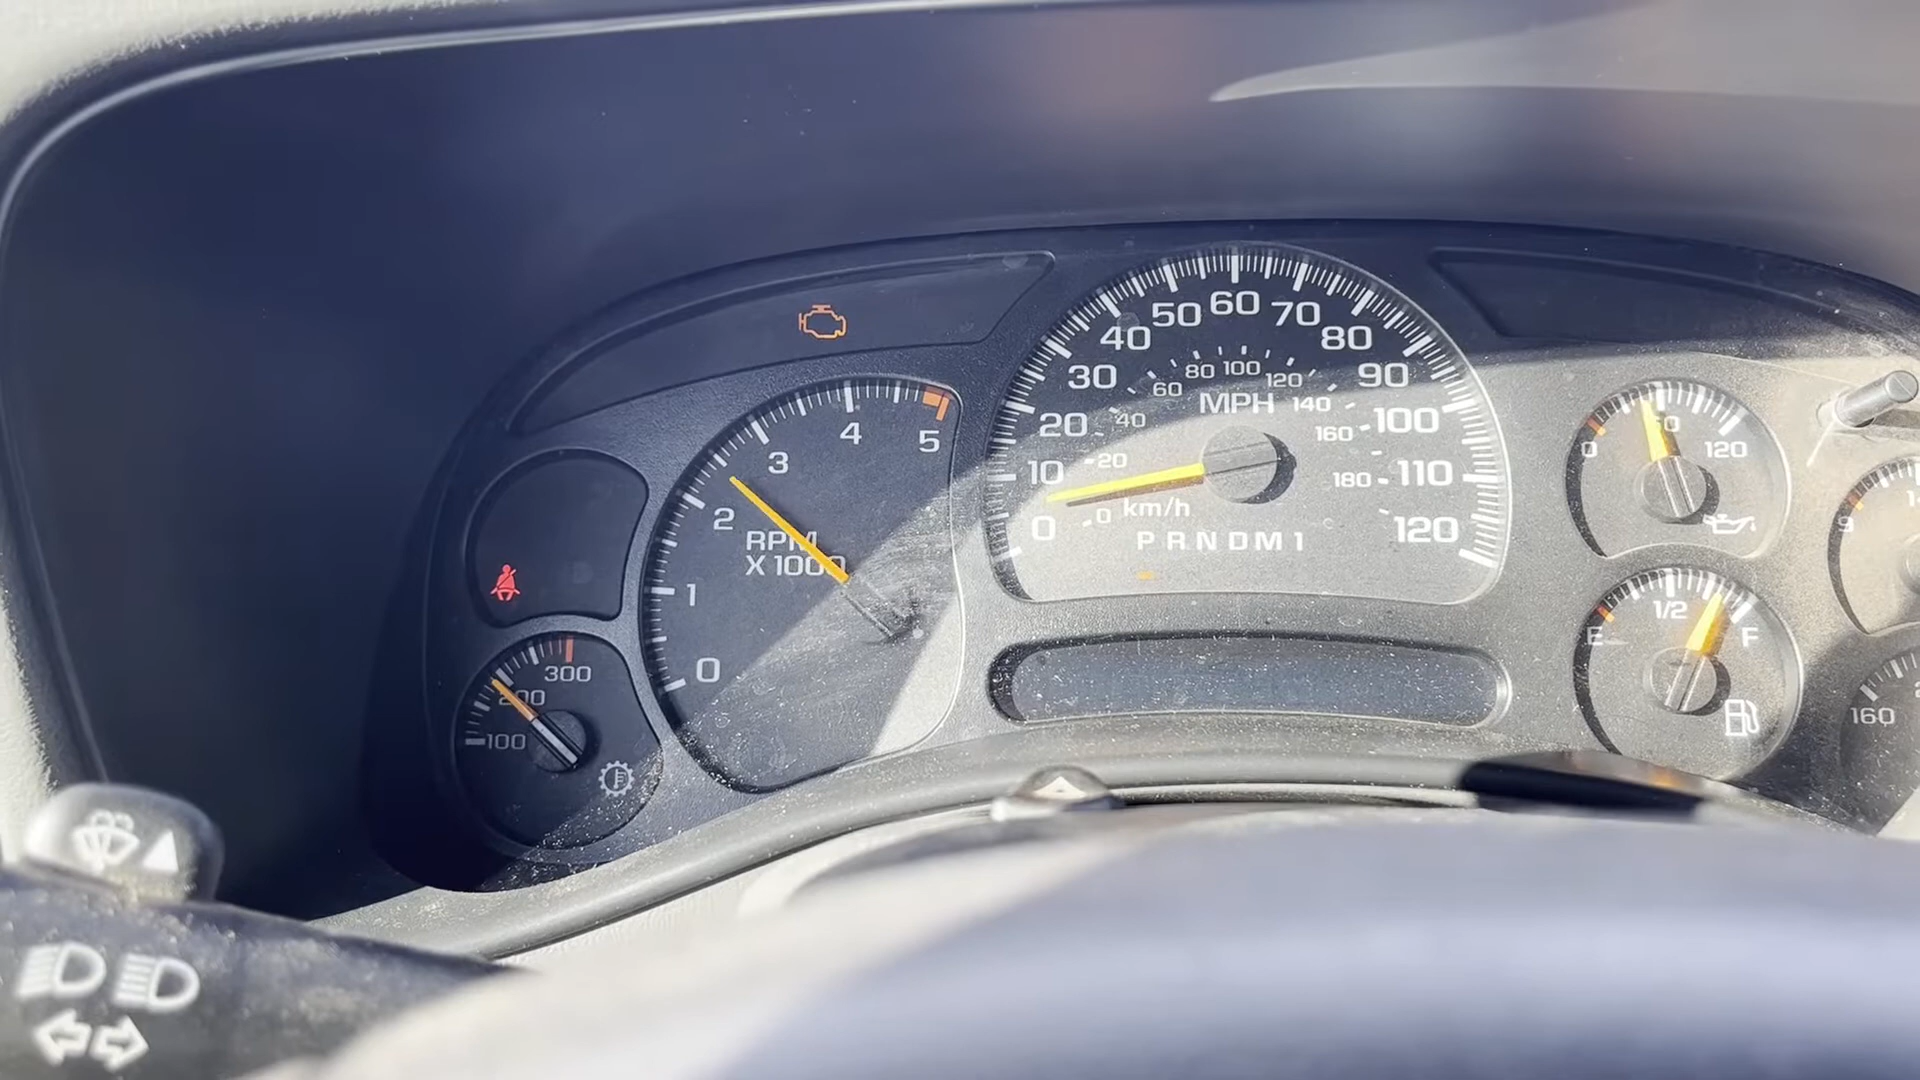 0 1 2 3 4 5
RPM
X 1000
100 200 300
0 10 20 30 40 50 60 70 80 90 100 110 120
MPH
0 20 40 60 80 100 120 140 160 180
km/h
P R N D M 1
0 60 120
E 1/2 F
160